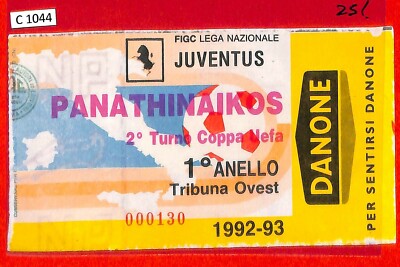 C 1044
25/.
FIGC LEGA NAZIONALE
JUVENTUS
PANATHINAIKOS
2° Turno Coppa Uefa
1° ANELLO
Tribuna Ovest
000130
1992-93
DANONE
PER SENTIRSI DANONE